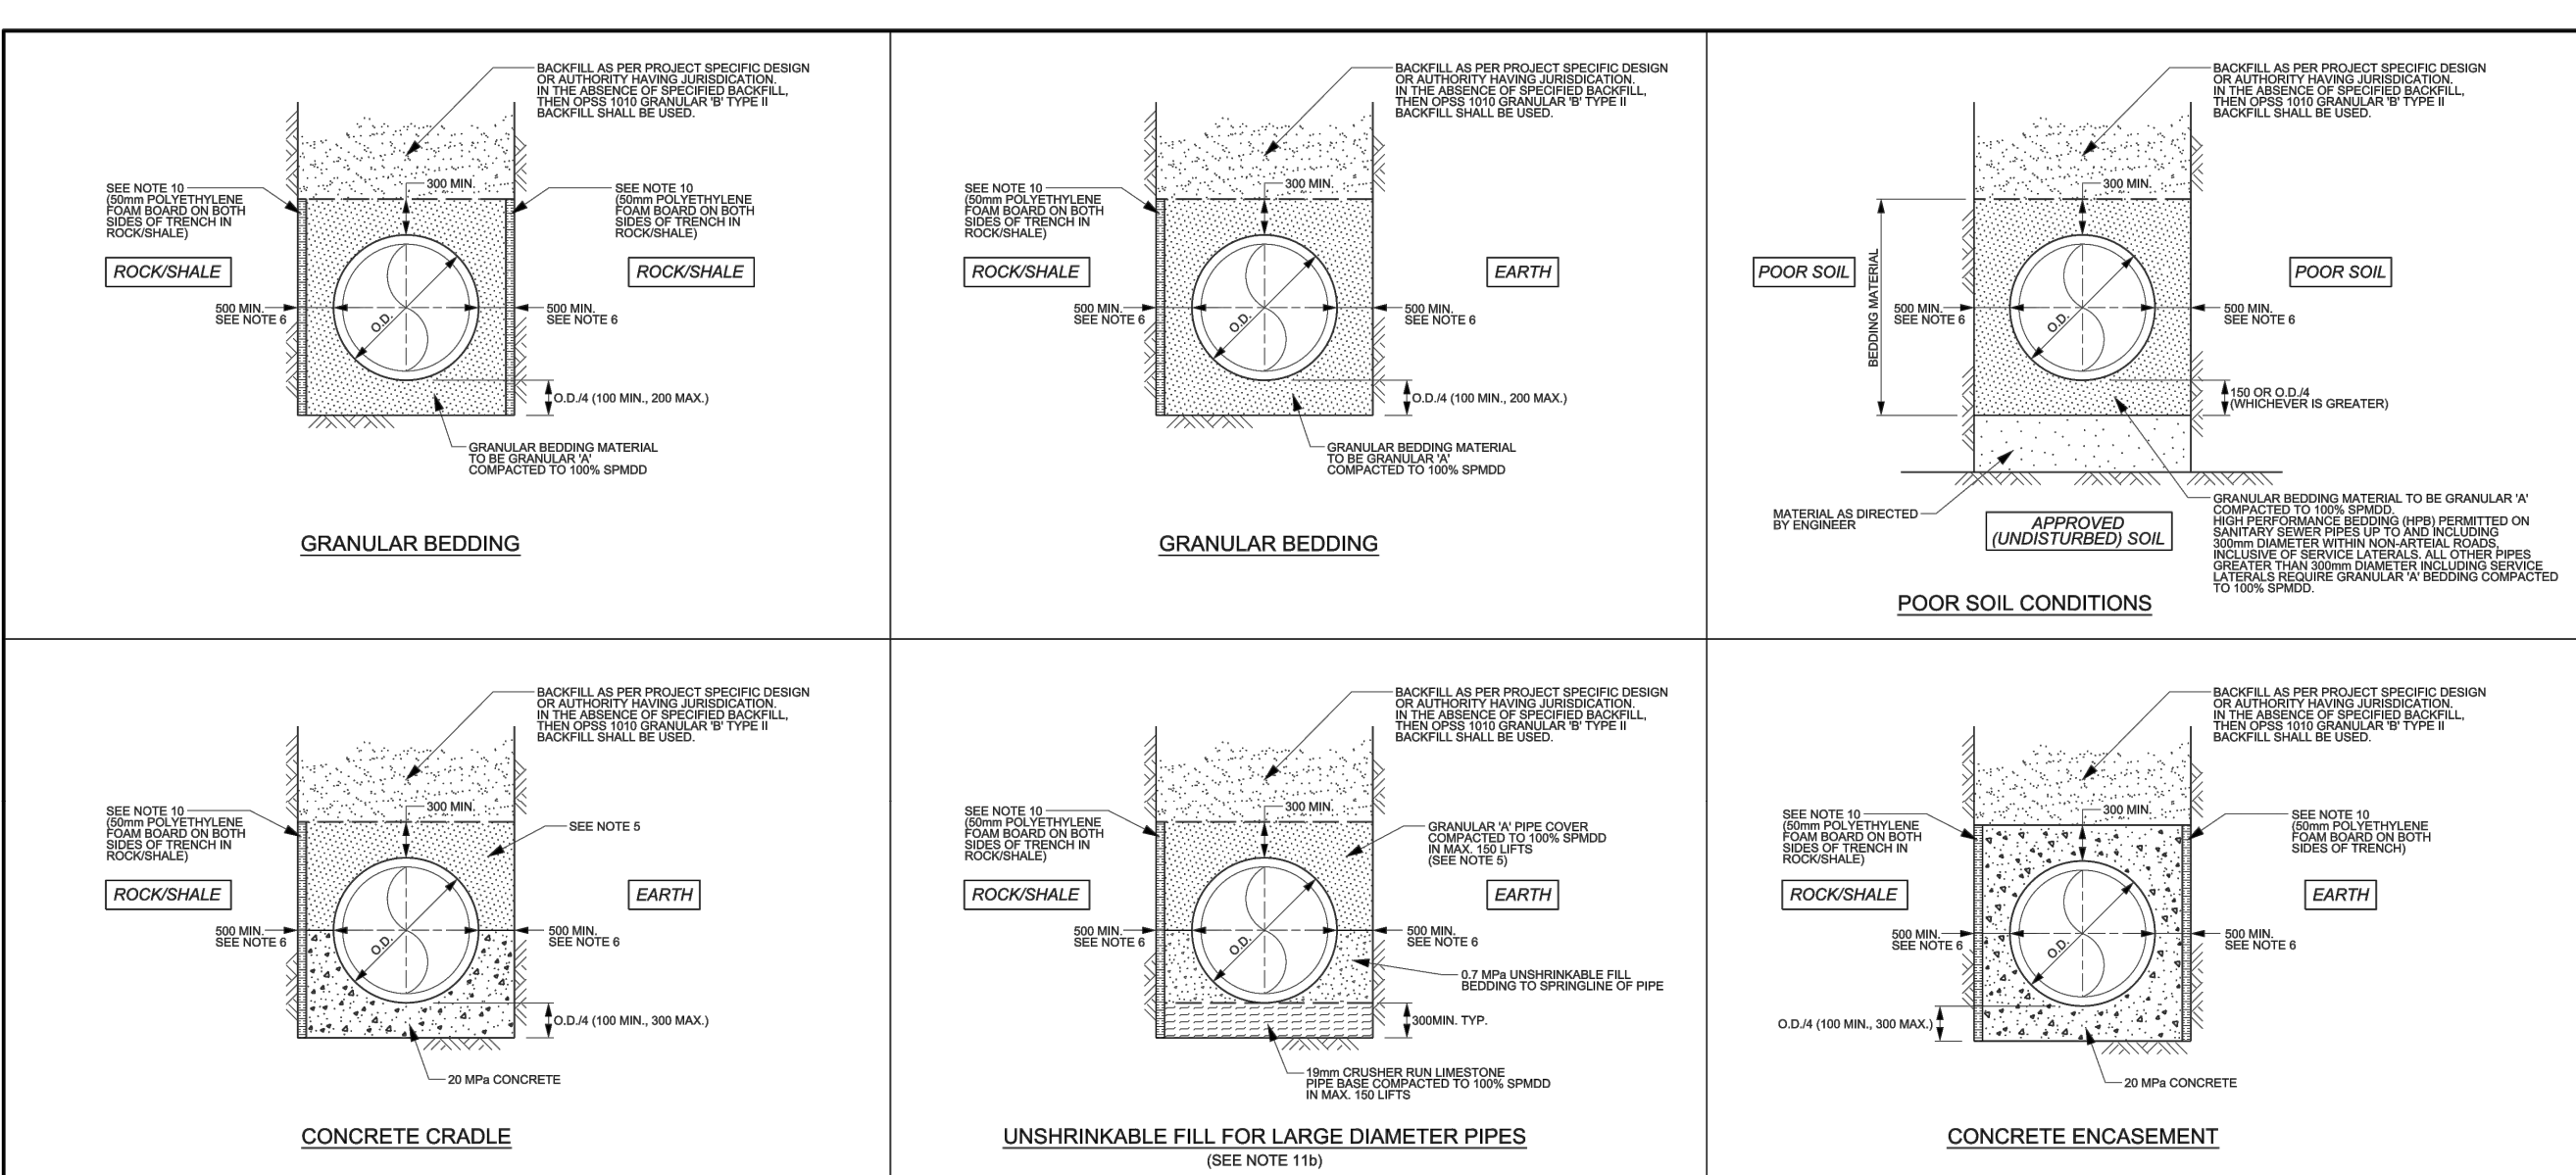 BACKFILL AS PER PROJECT SPECIFIC DESIGN
OR AUTHORITY HAVING JURISDICATION.
IN THE ABSENCE OF SPECIFIED BACKFILL,
THEN OPSS 1010 GRANULAR 'B' TYPE II
BACKFILL SHALL BE USED.
300 MIN.
SEE NOTE 10
(50mm POLYETHYLENE
FOAM BOARD ON BOTH
SIDES OF TRENCH IN
ROCK/SHALE)
SEE NOTE 10
(50mm POLYETHYLENE
FOAM BOARD ON BOTH
SIDES OF TRENCH IN
ROCK/SHALE)
ROCK/SHALE
ROCK/SHALE
500 MIN.
SEE NOTE 6
O.D.
500 MIN.
SEE NOTE 6
O.D./4 (100 MIN., 200 MAX.)
GRANULAR BEDDING MATERIAL
TO BE GRANULAR 'A'
COMPACTED TO 100% SPMDD
GRANULAR BEDDING
BACKFILL AS PER PROJECT SPECIFIC DESIGN
OR AUTHORITY HAVING JURISDICATION.
IN THE ABSENCE OF SPECIFIED BACKFILL,
THEN OPSS 1010 GRANULAR 'B' TYPE II
BACKFILL SHALL BE USED.
300 MIN.
SEE NOTE 10
(50mm POLYETHYLENE
FOAM BOARD ON BOTH
SIDES OF TRENCH IN
ROCK/SHALE)
ROCK/SHALE
EARTH
500 MIN.
SEE NOTE 6
O.D.
500 MIN.
SEE NOTE 6
O.D./4 (100 MIN., 200 MAX.)
GRANULAR BEDDING MATERIAL
TO BE GRANULAR 'A'
COMPACTED TO 100% SPMDD
GRANULAR BEDDING
BACKFILL AS PER PROJECT SPECIFIC DESIGN
OR AUTHORITY HAVING JURISDICATION.
IN THE ABSENCE OF SPECIFIED BACKFILL,
THEN OPSS 1010 GRANULAR 'B' TYPE II
BACKFILL SHALL BE USED.
300 MIN.
POOR SOIL
BEDDING MATERIAL
POOR SOIL
500 MIN.
SEE NOTE 6
O.D.
500 MIN.
SEE NOTE 6
150 OR O.D./4
(WHICHEVER IS GREATER)
MATERIAL AS DIRECTED
BY ENGINEER
APPROVED
(UNDISTURBED) SOIL
GRANULAR BEDDING MATERIAL TO BE GRANULAR 'A'
COMPACTED TO 100% SPMDD.
HIGH PERFORMANCE BEDDING (HPB) PERMITTED ON
SANITARY SEWER PIPES UP TO AND INCLUDING
300mm DIAMETER WITHIN NON-ARTEIAL ROADS,
INCLUSIVE OF SERVICE LATERALS. ALL OTHER PIPES
GREATER THAN 300mm DIAMETER INCLUDING SERVICE
LATERALS REQUIRE GRANULAR 'A' BEDDING COMPACTED
TO 100% SPMDD.
POOR SOIL CONDITIONS
BACKFILL AS PER PROJECT SPECIFIC DESIGN
OR AUTHORITY HAVING JURISDICATION.
IN THE ABSENCE OF SPECIFIED BACKFILL,
THEN OPSS 1010 GRANULAR 'B' TYPE II
BACKFILL SHALL BE USED.
300 MIN.
SEE NOTE 10
(50mm POLYETHYLENE
FOAM BOARD ON BOTH
SIDES OF TRENCH IN
ROCK/SHALE)
SEE NOTE 5
ROCK/SHALE
EARTH
500 MIN.
SEE NOTE 6
O.D.
500 MIN.
SEE NOTE 6
O.D./4 (100 MIN., 300 MAX.)
20 MPa CONCRETE
CONCRETE CRADLE
BACKFILL AS PER PROJECT SPECIFIC DESIGN
OR AUTHORITY HAVING JURISDICATION.
IN THE ABSENCE OF SPECIFIED BACKFILL,
THEN OPSS 1010 GRANULAR 'B' TYPE II
BACKFILL SHALL BE USED.
300 MIN.
SEE NOTE 10
(50mm POLYETHYLENE
FOAM BOARD ON BOTH
SIDES OF TRENCH IN
ROCK/SHALE)
GRANULAR 'A' PIPE COVER
COMPACTED TO 100% SPMDD
IN MAX. 150 LIFTS
(SEE NOTE 5)
ROCK/SHALE
EARTH
500 MIN.
SEE NOTE 6
O.D.
500 MIN.
SEE NOTE 6
0.7 MPa UNSHRINKABLE FILL
BEDDING TO SPRINGLINE OF PIPE
300MIN. TYP.
19mm CRUSHER RUN LIMESTONE
PIPE BASE COMPACTED TO 100% SPMDD
IN MAX. 150 LIFTS
UNSHRINKABLE FILL FOR LARGE DIAMETER PIPES
(SEE NOTE 11b)
BACKFILL AS PER PROJECT SPECIFIC DESIGN
OR AUTHORITY HAVING JURISDICATION.
IN THE ABSENCE OF SPECIFIED BACKFILL,
THEN OPSS 1010 GRANULAR 'B' TYPE II
BACKFILL SHALL BE USED.
300 MIN.
SEE NOTE 10
(50mm POLYETHYLENE
FOAM BOARD ON BOTH
SIDES OF TRENCH IN
ROCK/SHALE)
SEE NOTE 10
(50mm POLYETHYLENE
FOAM BOARD ON BOTH
SIDES OF TRENCH)
ROCK/SHALE
EARTH
500 MIN.
SEE NOTE 6
O.D.
500 MIN.
SEE NOTE 6
O.D./4 (100 MIN., 300 MAX.)
20 MPa CONCRETE
CONCRETE ENCASEMENT